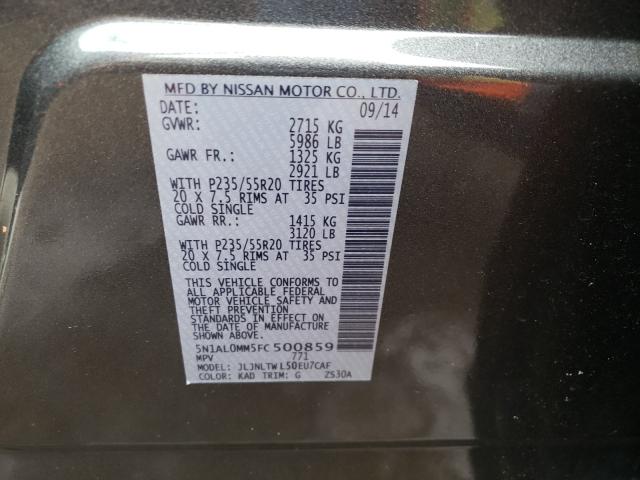 MFD BY NISSAN MOTOR CO., LTD.
DATE: 09/14
GVWR: 2715 KG
5986 LB
GAWR FR.: 1325 KG
2921 LB
WITH P235/55R20 TIRES
20 X 7.5 RIMS AT 35 PSI
COLD SINGLE
GAWR RR.: 1415 KG
3120 LB
WITH P235/55R20 TIRES
20 X 7.5 RIMS AT 35 PSI
COLD SINGLE
THIS VEHICLE CONFORMS TO
ALL APPLICABLE FEDERAL
MOTOR VEHICLE SAFETY AND
THEFT PREVENTION
STANDARDS IN EFFECT ON
THE DATE OF MANUFACTURE
SHOWN ABOVE.
5N1AL0MM5FC500859
MPV 771
MODEL: JLJNLTWL50EU7CAF
COLOR: KAD TRIM: G ZS30A